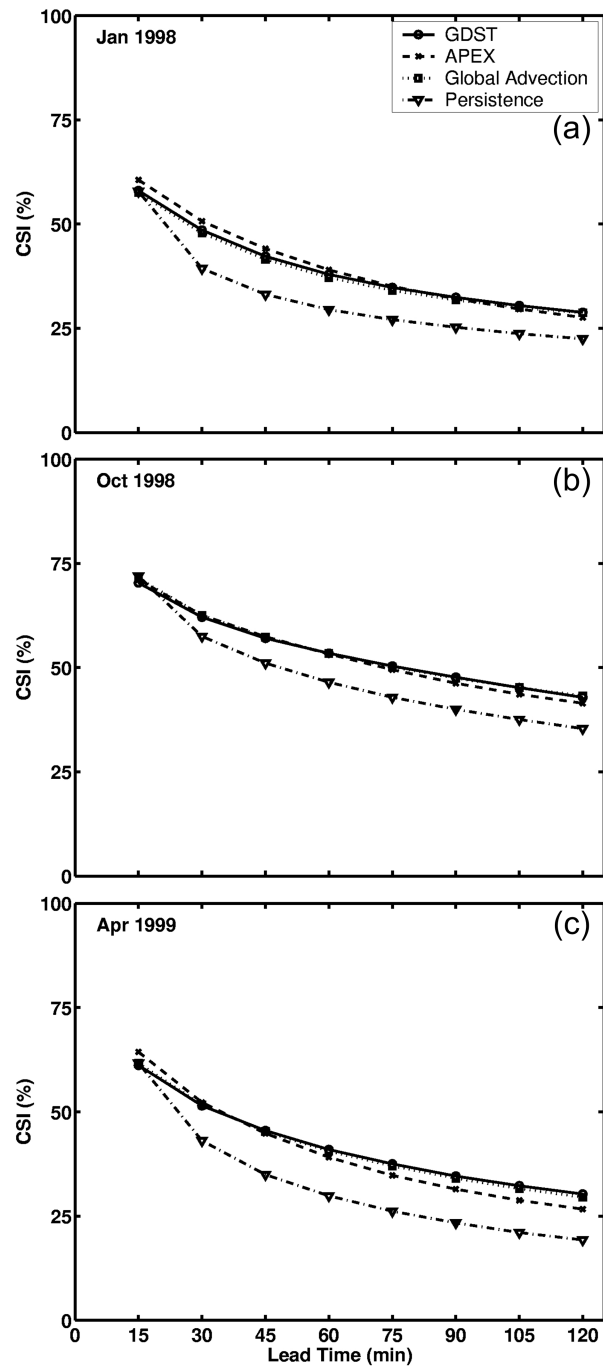 100
Jan 1998
GDST
APEX
Global Advection
Persistence
(a)
75
50
25
0
CSI (%)
100
Oct 1998
(b)
75
50
25
0
CSI (%)
100
Apr 1999
(c)
75
50
25
0
CSI (%)
0 15 30 45 60 75 90 105 120
Lead Time (min)